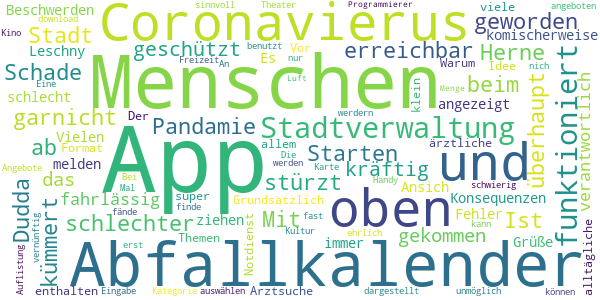 download sinnvoll Theater Programmierer angeboten
Beschwerden Coronavierus viele geworden
Kino Stadt benutzt Vor komischerweise
Leschny geschützt Es erreichbar Warum Idee Herne
Freizeit An nur Luft
Schade Eine Menschen klein Menge beim nich angezeigt
schlecht
garnicht Der Pandamie Stadtverwaltung überhaupt funktioniert verantwortlich
Vielen ab Format allem Die Starten werdern ärztliche
melden Bei werden Karte kräftig schwierig
Angebote das Mal App stürzt Handy oben und Ansich
Auflistung vernünftig Dudda kümmert fahrlässig super Grundsätzlich Konsequenzen
schlechter finde Mit Fehler kann Ist alltägliche
fände ziehen Kultur fast gekommen
erst Themen Notdienst ehrlich immer Grüße
Abfallkalender dargestellt unmöglich
enthalten Eingabe Kategorie auswählen Arztsuche können